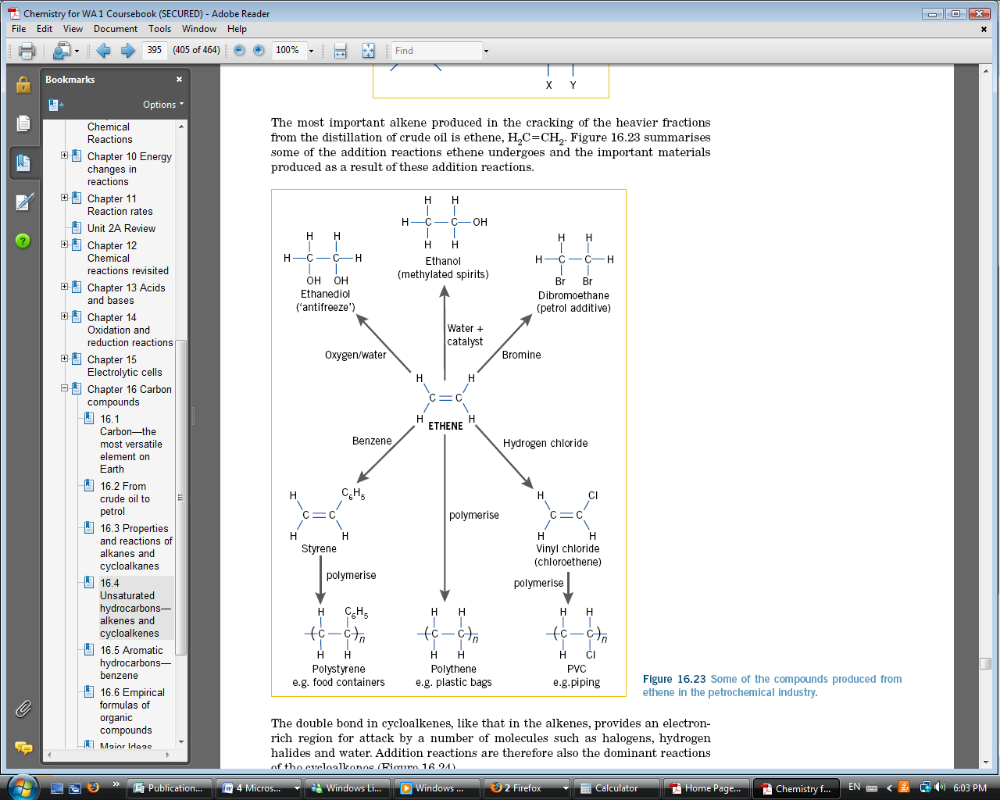 Chemistry for WA 1 Coursebook (SECURED) - Adobe Reader
File Edit View Document Tools Window Help
395 (405 of 464) 100% Find
Bookmarks
Options
Chemical
Reactions
Chapter 10 Energy
changes in
reactions
Chapter 11
Reaction rates
Unit 2A Review
Chapter 12
Chemical
reactions revisited
Chapter 13 Acids
and bases
Chapter 14
Oxidation and
reduction reactions
Chapter 15
Electrolytic cells
Chapter 16 Carbon
compounds
16.1
Carbon—the
most versatile
element on
Earth
16.2 From
crude oil to
petrol
16.3 Properties
and reactions of
alkanes and
cycloalkanes
16.4
Unsaturated
hydrocarbons—
alkenes and
cycloalkenes
16.5 Aromatic
hydrocarbons—
benzene
16.6 Empirical
formulas of
organic
compounds
Major Ideas
X Y
The most important alkene produced in the cracking of the heavier fractions
from the distillation of crude oil is ethene, H₂C=CH₂. Figure 16.23 summarises
some of the addition reactions ethene undergoes and the important materials
produced as a result of these addition reactions.
H H
H C C OH
H H
Ethanol
(methylated spirits)
H H
H C C H
OH OH
Ethanediol
(‘antifreeze’)
H H
H C C H
Br Br
Dibromoethane
(petrol additive)
Water +
catalyst
Oxygen/water
Bromine
H H
C C
H H
ETHENE
Benzene
Hydrogen chloride
polymerise
H C₆H₅
C C
H H
Styrene
polymerise
H Cl
C C
H H
Vinyl chloride
(chloroethene)
polymerise
H C₆H₅
( C C )n
H H
Polystyrene
e.g. food containers
H H
( C C )n
H H
Polythene
e.g. plastic bags
H H
( C C )n
H Cl
PVC
e.g.piping
Figure 16.23 Some of the compounds produced from
ethene in the petrochemical industry.
The double bond in cycloalkenes, like that in the alkenes, provides an electron-
rich region for attack by a number of molecules such as halogens, hydrogen
halides and water. Addition reactions are therefore also the dominant reactions
of the cycloalkenes (Figure 16.24)
» Publication... 4 Micros... Windows Li... Windows ... 2 Firefox Calculator Home Page... Chemistry f... EN < 6:03 PM